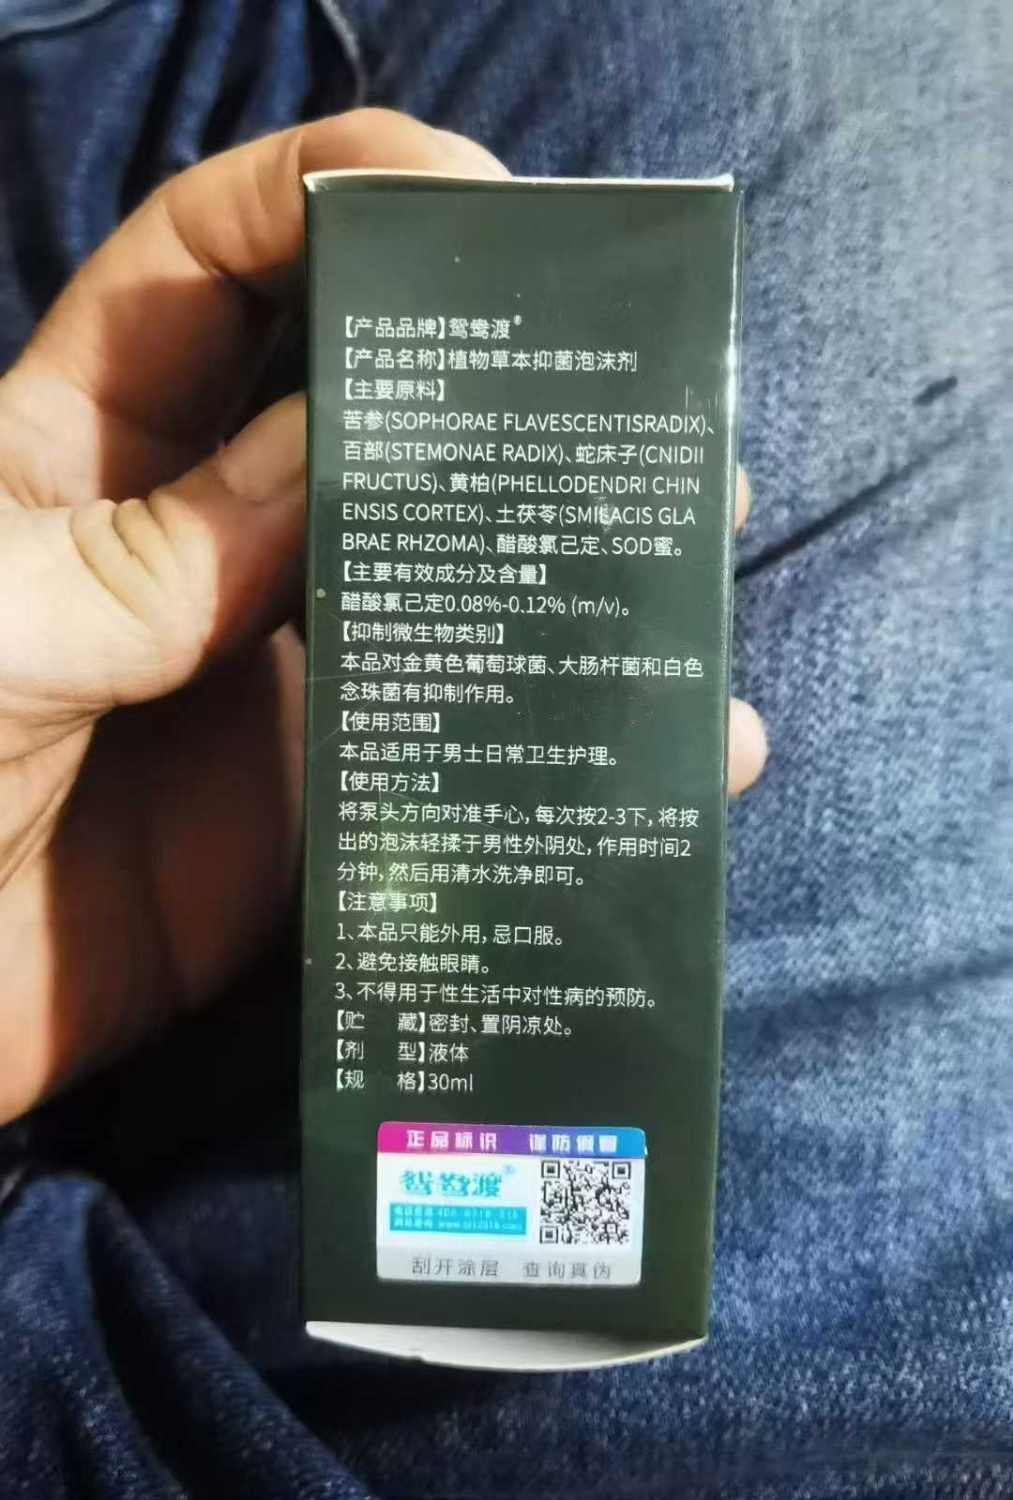 【产品品牌】鸳鸯渡®
【产品名称】植物草本抑菌泡沫剂
【主要原料】
苦参(SOPHORAE FLAVESCENTISRADIX)、
百部(STEMONAE RADIX)、蛇床子(CNIDII
FRUCTUS)、黄柏(PHELLODENDRI CHIN
ENSIS CORTEX)、土茯苓(SMILACIS GLA
BRAE RHZOMA)、醋酸氯己定、SOD蜜。
【主要有效成分及含量】
醋酸氯己定0.08%-0.12% (m/v)。
【抑制微生物类别】
本品对金黄色葡萄球菌、大肠杆菌和白色
念珠菌有抑制作用。
【使用范围】
本品适用于男士日常卫生护理。
【使用方法】
将泵头方向对准手心,每次按2-3下,将按
出的泡沫轻揉于男性外阴处,作用时间2
分钟,然后用清水洗净即可。
【注意事项】
1、本品只能外用,忌口服。
2、避免接触眼睛。
3、不得用于性生活中对性病的预防。
【贮 藏】密封、置阴凉处。
【剂 型】液体
【规 格】30ml
正品标识 谨防假冒
鸳鸯渡®
刮开涂层 查询真伪